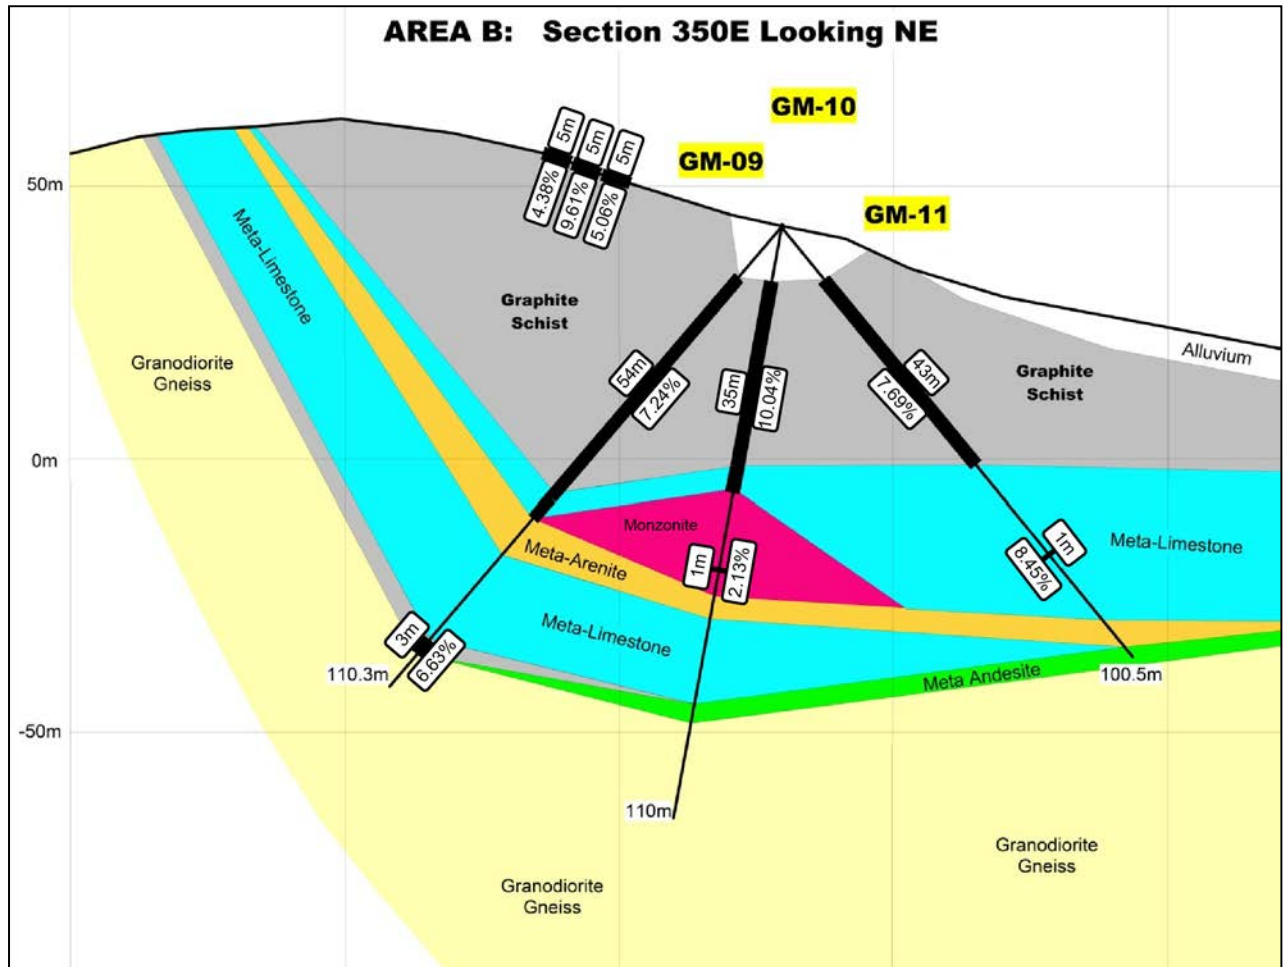 AREA B: Section 350E Looking NE
GM-10
GM-09
GM-11
5m
5m
5m
4.38%
9.61%
5.06%
50m
0m
-50m
Meta-Limestone
Graphite
Schist
Granodiorite
Gneiss
54m
7.24%
35m
10.04%
43m
7.69%
Graphite
Schist
Alluvium
Monzonite
Meta-Arenite
Meta-Limestone
1m
2.13%
1m
8.45%
Meta-Limestone
3m
6.63%
110.3m
Meta Andesite
100.5m
110m
Granodiorite
Gneiss
Granodiorite
Gneiss